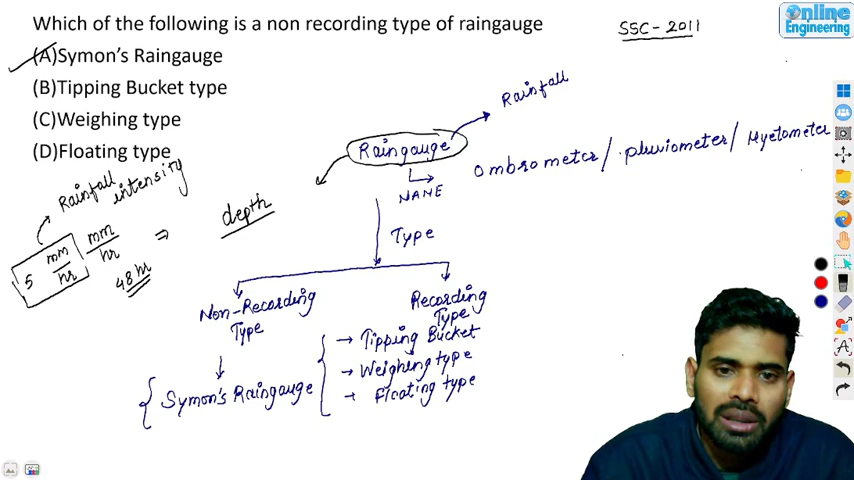 Which of the following is a non recording type of raingauge
SSC-2011
Online
Engineering
(A)Symon's Raingauge
(B)Tipping Bucket type
(C)Weighing type
(D)Floating type
Rainfall
Raingauge
Ombrometer/pluviometer/Hyetometer
NAME
Rainfall intensity
depth
5 mm/hr
mm/hr ⇒
48 hr
Type
Non-Recording
Type
Recording
Type
→ Tipping Bucket
→ Weighing type
→ Floating type
Symon's Raingauge